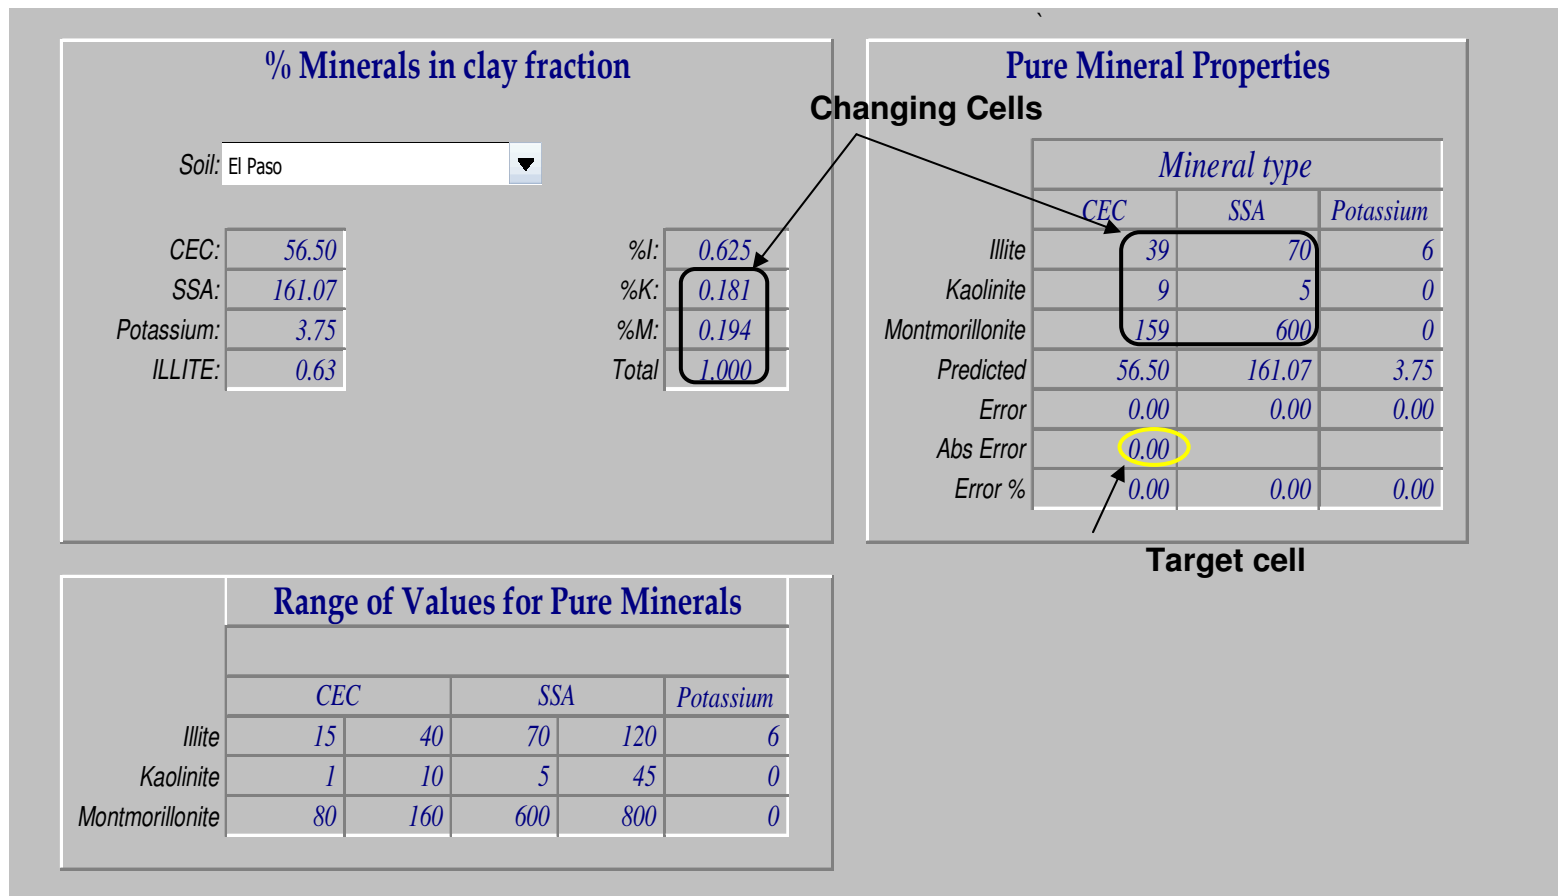 `
% Minerals in clay fraction
Soil: El Paso
CEC: 56.50 %I: 0.625
SSA: 161.07 %K: 0.181
Potassium: 3.75 %M: 0.194
ILLITE: 0.63 Total 1.000
Pure Mineral Properties
Changing Cells
Mineral type
CEC SSA Potassium
Illite 39 70 6
Kaolinite 9 5 0
Montmorillonite 159 600 0
Predicted 56.50 161.07 3.75
Error 0.00 0.00 0.00
Abs Error 0.00
Error % 0.00 0.00 0.00
Target cell
Range of Values for Pure Minerals
CEC SSA Potassium
Illite 15 40 70 120 6
Kaolinite 1 10 5 45 0
Montmorillonite 80 160 600 800 0